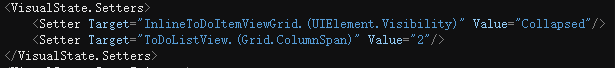 <VisualState.Setters>
<Setter Target="InlineToDoItemViewGrid.(UIElement.Visibility)" Value="Collapsed"/>
<Setter Target="ToDoListView.(Grid.ColumnSpan)" Value="2"/>
</VisualState.Setters>